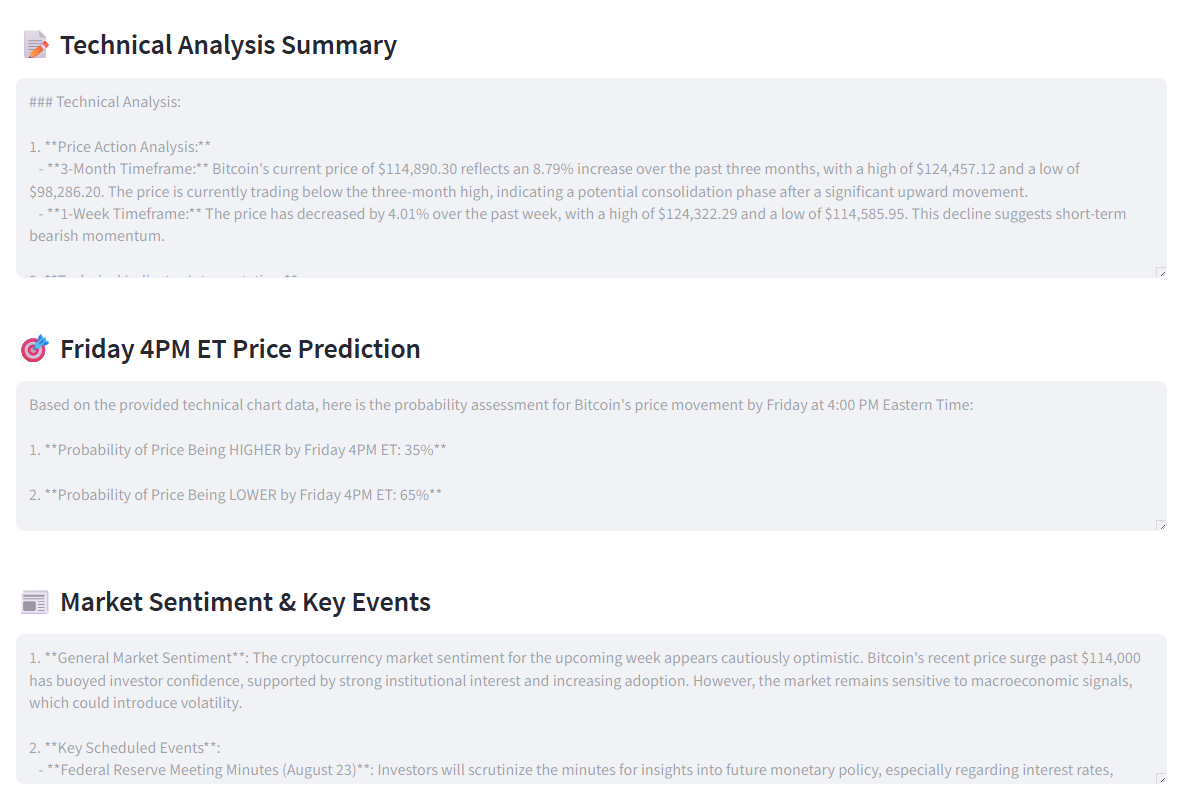 Technical Analysis Summary
### Technical Analysis:
1. **Price Action Analysis:**
- **3-Month Timeframe:** Bitcoin's current price of $114,890.30 reflects an 8.79% increase over the past three months, with a high of $124,457.12 and a low of
$98,286.20. The price is currently trading below the three-month high, indicating a potential consolidation phase after a significant upward movement.
- **1-Week Timeframe:** The price has decreased by 4.01% over the past week, with a high of $124,322.29 and a low of $114,585.95. This decline suggests short-term
bearish momentum.
Friday 4PM ET Price Prediction
Based on the provided technical chart data, here is the probability assessment for Bitcoin's price movement by Friday at 4:00 PM Eastern Time:
1. **Probability of Price Being HIGHER by Friday 4PM ET: 35%**
2. **Probability of Price Being LOWER by Friday 4PM ET: 65%**
Market Sentiment & Key Events
1. **General Market Sentiment**: The cryptocurrency market sentiment for the upcoming week appears cautiously optimistic. Bitcoin's recent price surge past $114,000
has buoyed investor confidence, supported by strong institutional interest and increasing adoption. However, the market remains sensitive to macroeconomic signals,
which could introduce volatility.
2. **Key Scheduled Events**:
- **Federal Reserve Meeting Minutes (August 23)**: Investors will scrutinize the minutes for insights into future monetary policy, especially regarding interest rates,